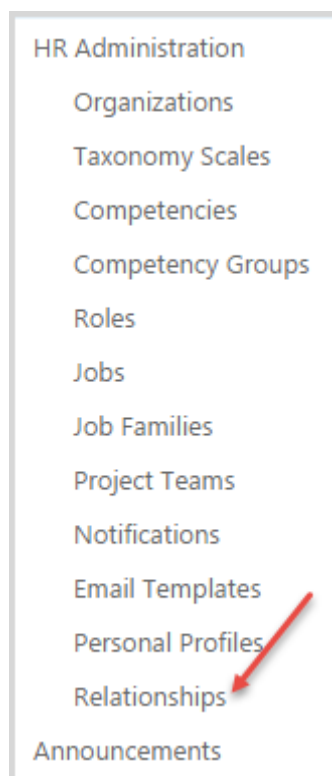 HR Administration
Organizations
Taxonomy Scales
Competencies
Competency Groups
Roles
Jobs
Job Families
Project Teams
Notifications
Email Templates
Personal Profiles
Relationships
Announcements